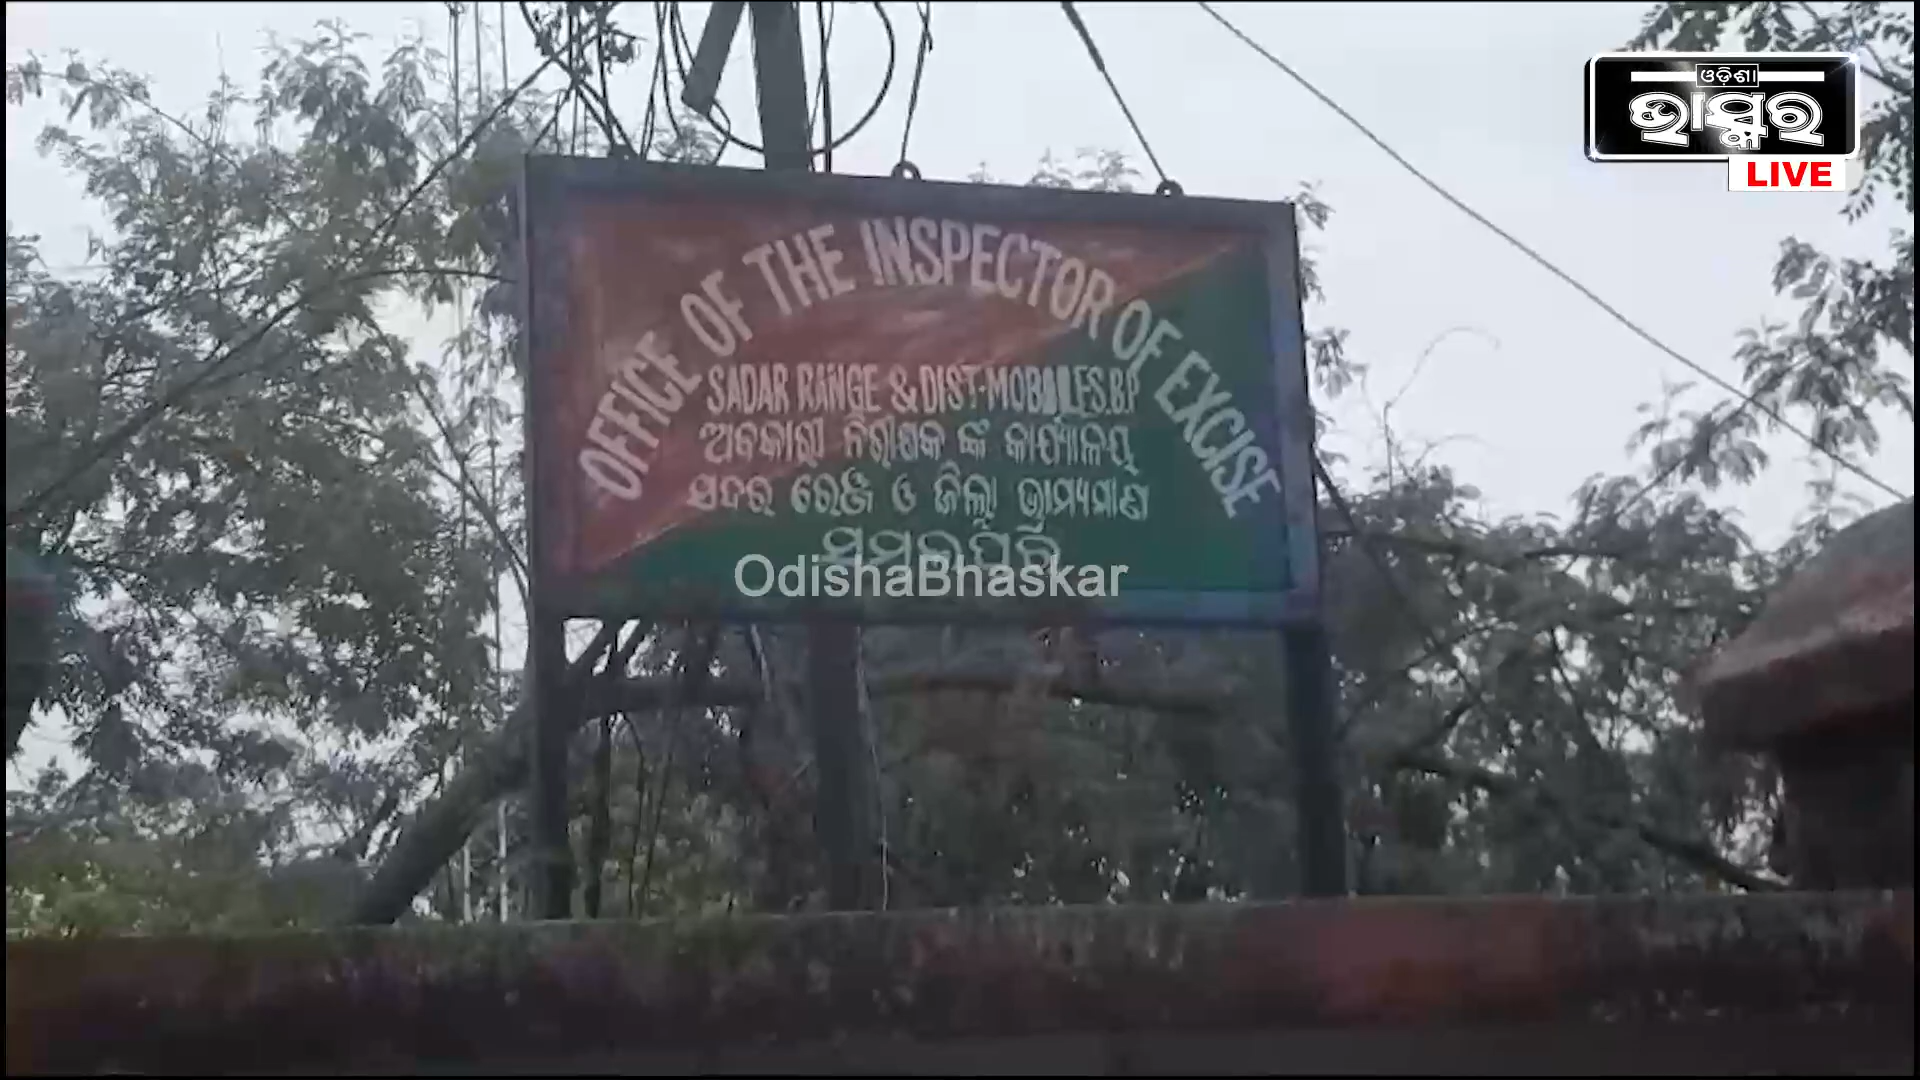 ଓଡ଼ିଶା
ଭାସ୍କର
LIVE
OFFICE OF THE INSPECTOR OF EXCISE
SADAR RANGE & DIST-MOBAILE S.B.P
ଅବକାରୀ ନିରୀକ୍ଷକ ଙ୍କ କାର୍ଯ୍ୟାଳୟ
ସଦର ରେଞ୍ଜ ଓ ଜିଲ୍ଲା ଭ୍ରାମ୍ୟମାଣ
ସମ୍ବଲପୁର
OdishaBhaskar